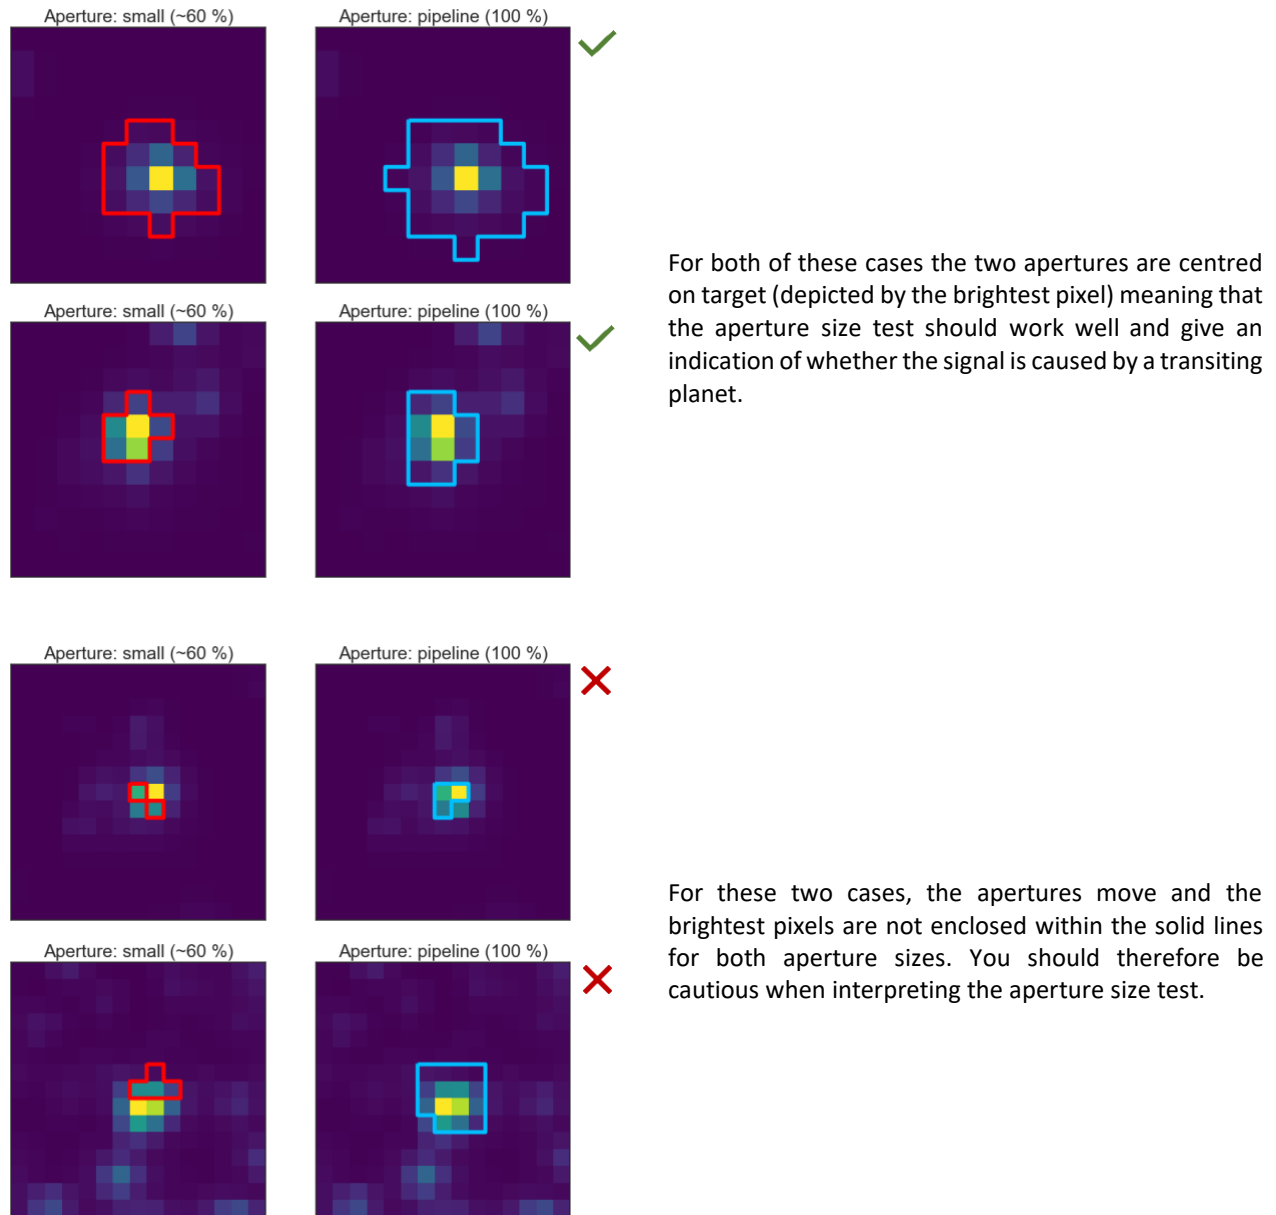 Aperture: small (~60 %)
Aperture: pipeline (100 %)
Aperture: small (~60 %)
Aperture: pipeline (100 %)
For both of these cases the two apertures are centred
on target (depicted by the brightest pixel) meaning that
the aperture size test should work well and give an
indication of whether the signal is caused by a transiting
planet.
Aperture: small (~60 %)
Aperture: pipeline (100 %)
Aperture: small (~60 %)
Aperture: pipeline (100 %)
For these two cases, the apertures move and the
brightest pixels are not enclosed within the solid lines
for both aperture sizes. You should therefore be
cautious when interpreting the aperture size test.